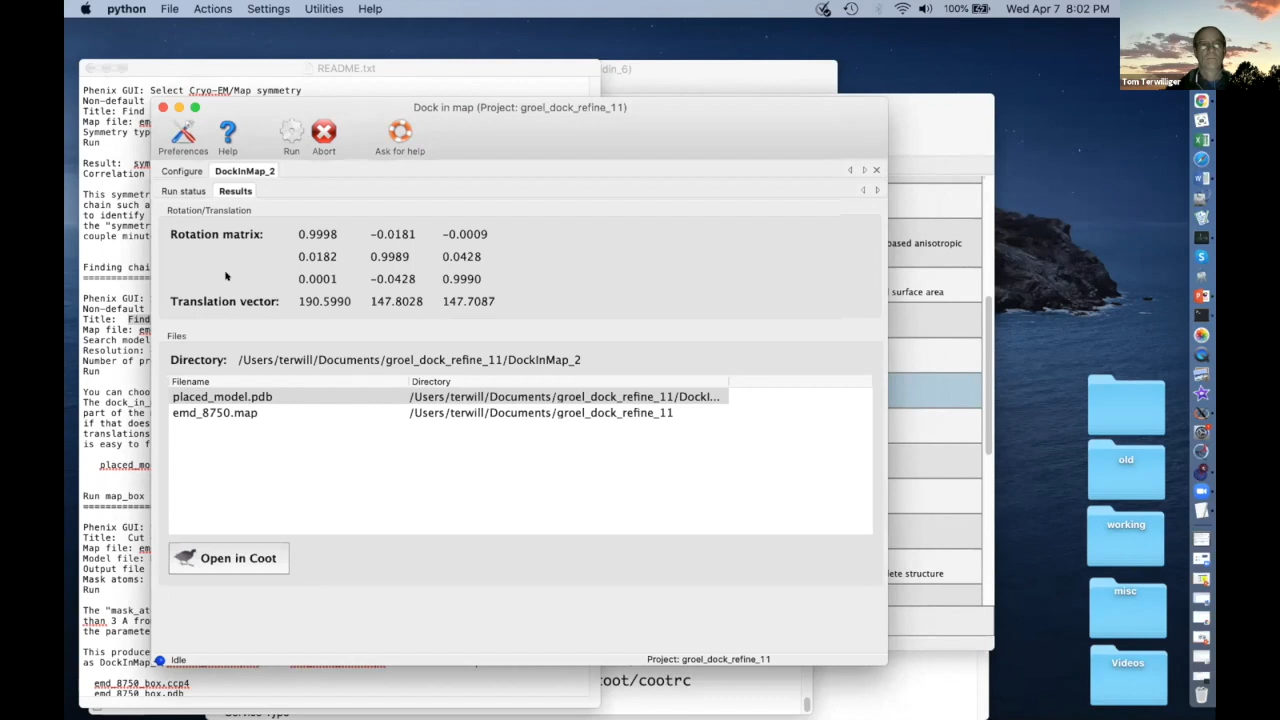 python File Actions Settings Utilities Help 100% Wed Apr 7 8:02 PM
Tom Terwilliger
README.txt
din_6)
Phenix GUI: Select Cryo-EM/Map symmetry
Non-default
Title: Find
Map file: em
Symmetry typ
Run
Result: sym
Correlation
This symmetr
chain such a
to identify
the "symmetr
couple minut
Finding chai
Phenix GUI:
Non-default
Title: Find
Map file: em
Search model
Resolution:
Number of pr
Run
You can choo
The dock_in_
part of the
if that does
translations
is easy to f
placed_mo
Run map_box
Phenix GUI:
Title: Cut
Map file: em
Model file:
Output file
Mask atoms:
Run
The "mask_at
than 3 A fro
the paramete
This produce
as DockInMap_
emd_8750_box.ccp4
emd_8750_box.pdb
Dock in map (Project: groel_dock_refine_11)
Preferences Help Run Abort Ask for help
Configure DockInMap_2
Run status Results
Rotation/Translation
Rotation matrix: 0.9998 -0.0181 -0.0009
0.0182 0.9989 0.0428
0.0001 -0.0428 0.9990
Translation vector: 190.5990 147.8028 147.7087
Files
Directory: /Users/terwill/Documents/groel_dock_refine_11/DockInMap_2
Filename Directory
placed_model.pdb /Users/terwill/Documents/groel_dock_refine_11/DockI...
emd_8750.map /Users/terwill/Documents/groel_dock_refine_11
Open in Coot
Idle Project: groel_dock_refine_11
based anisotropic
surface area
lete structure
oot/cootrc
old
working
misc
Videos